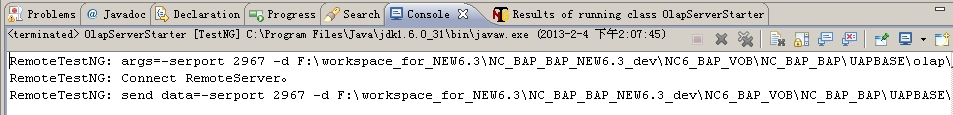 Problems @ Javadoc Declaration Progress Search Console Results of running class OlapServerStarter
<terminated> OlapServerStarter [TestNG] C:\Program Files\Java\jdk1.6.0_31\bin\javaw.exe (2013-2-4 下午2:07:45)
RemoteTestNG: args=-serport 2967 -d F:\workspace_for_NEW6.3\NC_BAP_BAP_NEW6.3_dev\NC6_BAP_VOB\NC_BAP_BAP\UAPBASE\olap\
RemoteTestNG: Connect RemoteServer。
RemoteTestNG: send data=-serport 2967 -d F:\workspace_for_NEW6.3\NC_BAP_BAP_NEW6.3_dev\NC6_BAP_VOB\NC_BAP_BAP\UAPBASE\